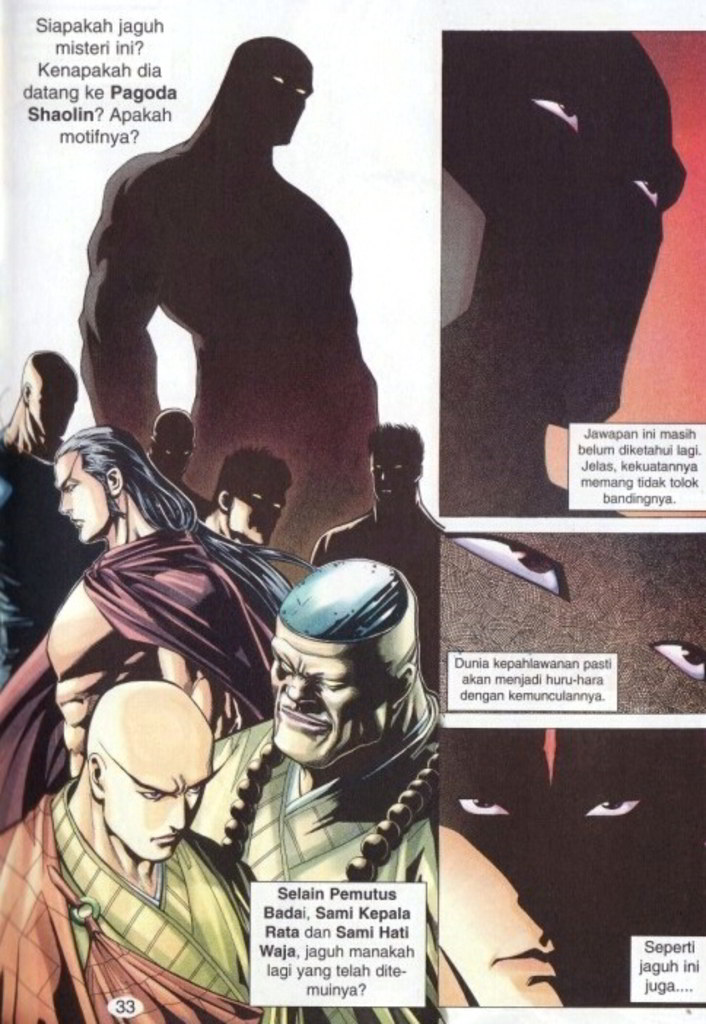 Siapakah jaguh
misteri ini?
Kenapakah dia
datang ke Pagoda
Shaolin? Apakah
motifnya?
Jawapan ini masih
belum diketahui lagi.
Jelas, kekuatannya
memang tidak tolok
bandingnya.
Dunia kepahlawanan pasti
akan menjadi huru-hara
dengan kemunculannya.
Selain Pemutus
Badai, Sami Kepala
Rata dan Sami Hati
Waja, jaguh manakah
lagi yang telah dite-
muinya?
Seperti
jaguh ini
juga....
33